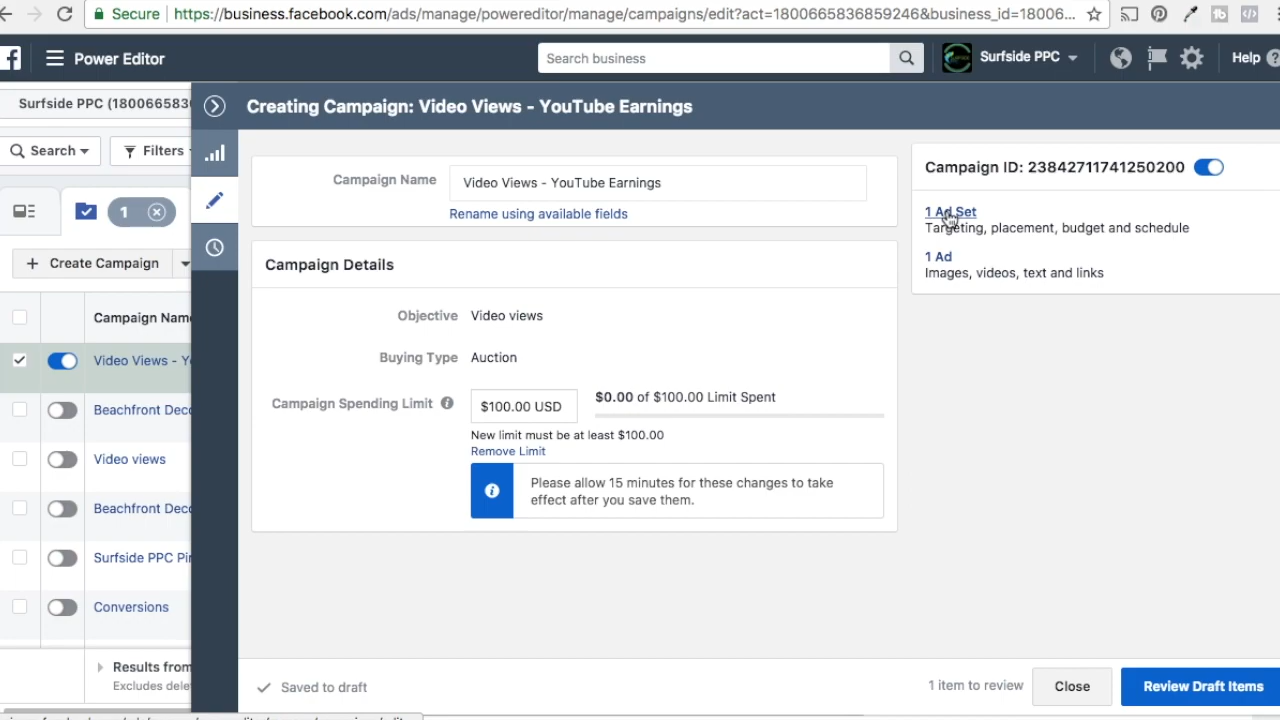 Secure
https://business.facebook.com/ads/manage/powereditor/manage/campaigns/edit?act=1800665836859246&business_id=18006...
Power Editor
Search business
Surfside PPC
Help
Surfside PPC (180066583
Creating Campaign: Video Views - YouTube Earnings
Search
Filters
1
Create Campaign
Campaign Nam
Video Views - Y
Beachfront Deco
Video views
Beachfront Deco
Surfside PPC Pin
Conversions
Results from
Excludes dele
Campaign Name
Video Views - YouTube Earnings
Rename using available fields
Campaign Details
Objective
Video views
Buying Type
Auction
Campaign Spending Limit
$100.00 USD
$0.00 of $100.00 Limit Spent
New limit must be at least $100.00
Remove Limit
Please allow 15 minutes for these changes to take
effect after you save them.
Campaign ID: 23842711741250200
1 Ad Set
Targeting, placement, budget and schedule
1 Ad
Images, videos, text and links
Saved to draft
1 item to review
Close
Review Draft Items